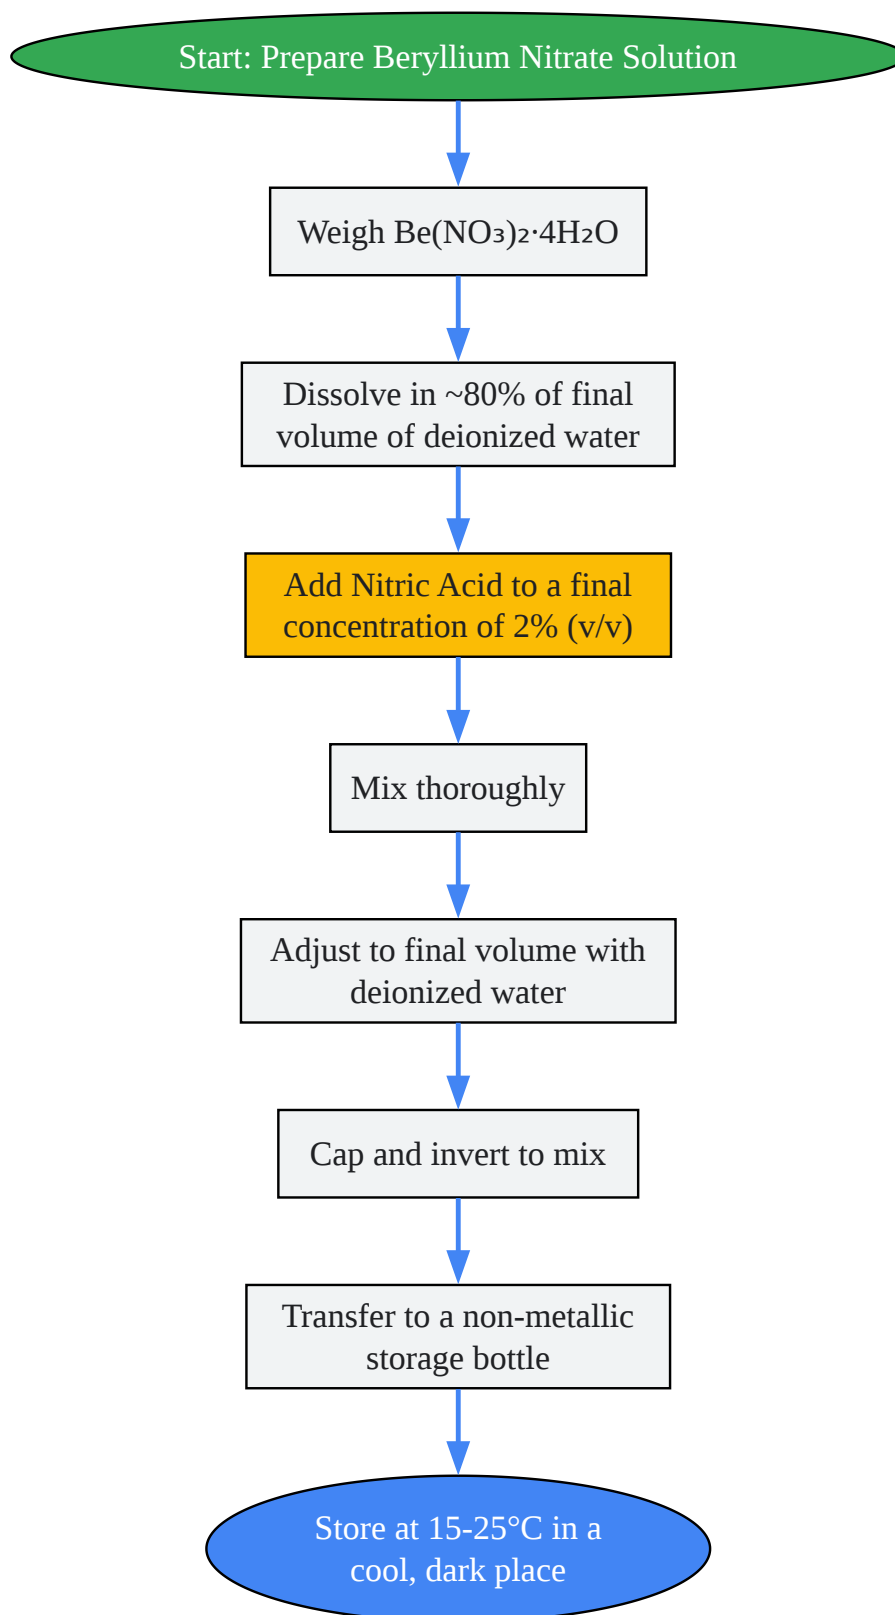 Start: Prepare Beryllium Nitrate Solution
Weigh Be(NO₃)₂·4H₂O
Dissolve in ~80% of final
volume of deionized water
Add Nitric Acid to a final
concentration of 2% (v/v)
Mix thoroughly
Adjust to final volume with
deionized water
Cap and invert to mix
Transfer to a non-metallic
storage bottle
Store at 15-25°C in a
cool, dark place